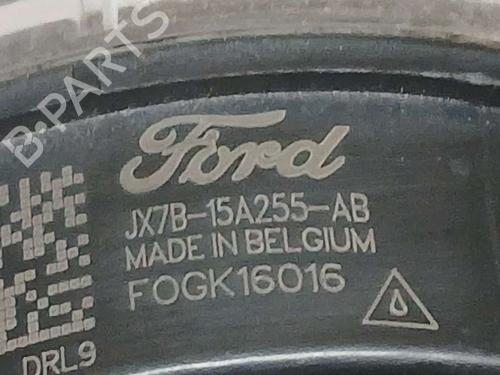 B-PARTS
Ford
JX7B-15A255-AB
MADE IN BELGIUM
FOGK16016
DRL9